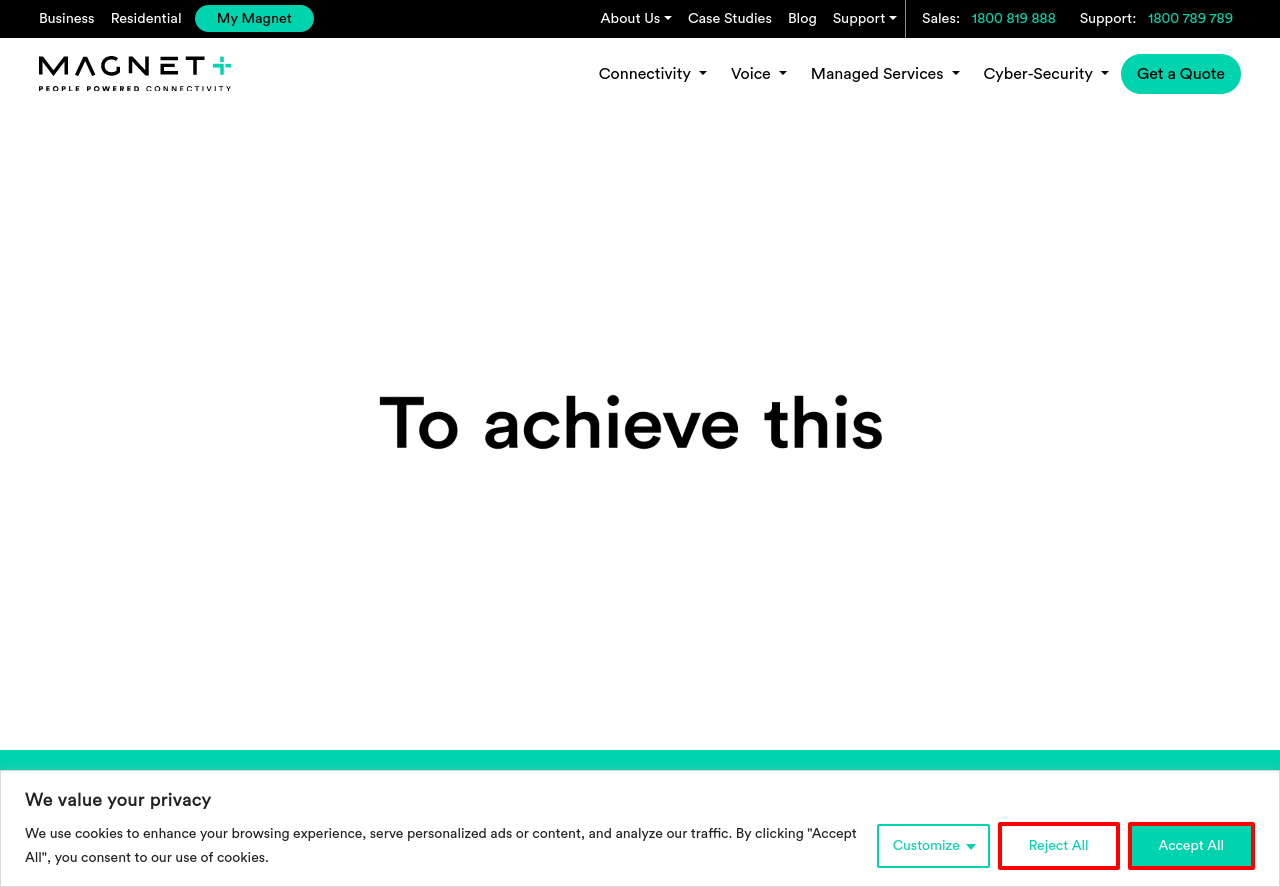 Business Residential My Magnet About Us Case Studies Blog Support Sales: 1800 819 888 Support: 1800 789 789
MAGNET+
PEOPLE POWERED CONNECTIVITY
Connectivity Voice Managed Services Cyber-Security Get a Quote
To achieve this
We value your privacy
We use cookies to enhance your browsing experience, serve personalized ads or content, and analyze our traffic. By clicking "Accept
All", you consent to our use of cookies.
Customize Reject All Accept All